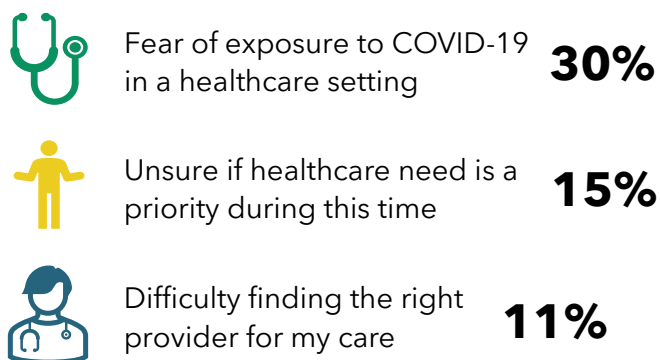 Fear of exposure to COVID-19
in a healthcare setting
30%
Unsure if healthcare need is a
priority during this time
15%
Difficulty finding the right
provider for my care
11%